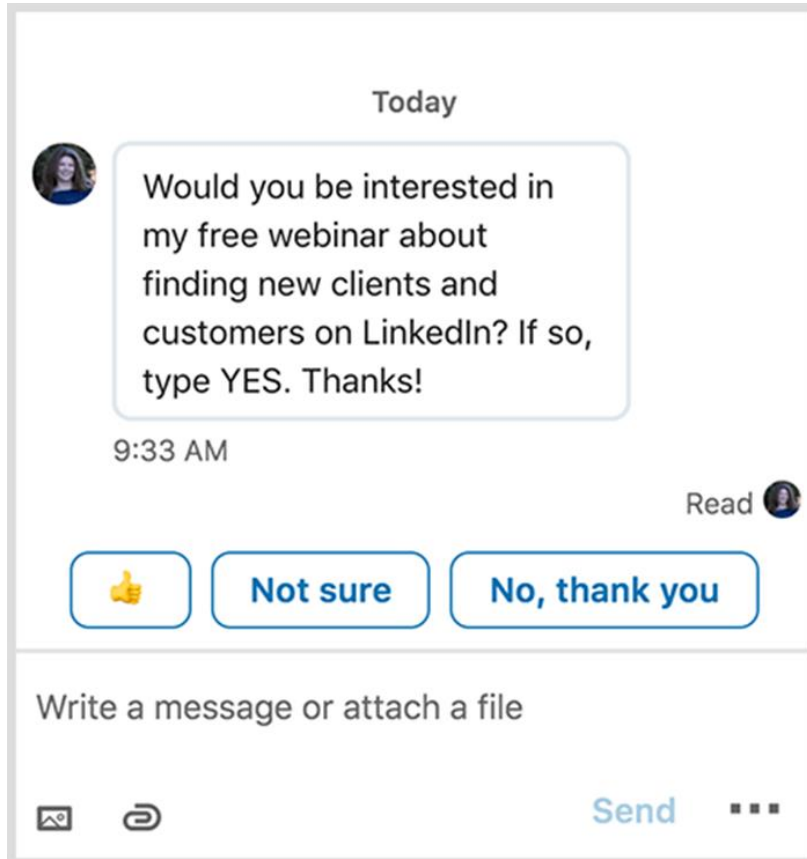 Today
Would you be interested in
my free webinar about
finding new clients and
customers on LinkedIn? If so,
type YES. Thanks!
9:33 AM
Read
👍 Not sure No, thank you
Write a message or attach a file
Send